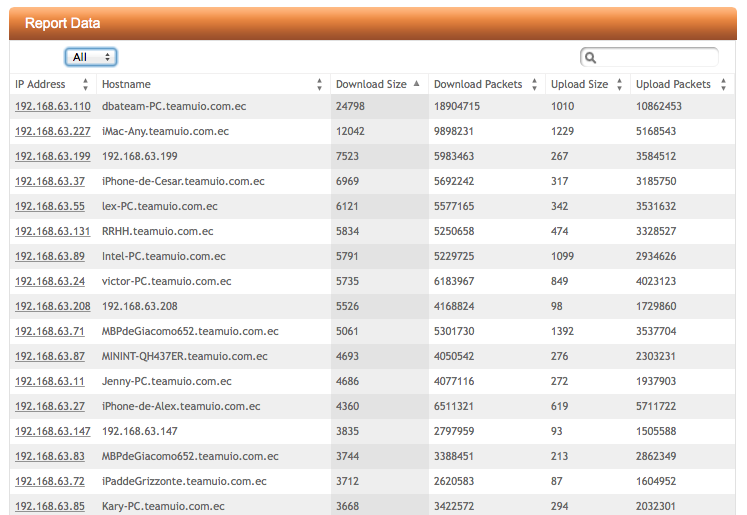 Report Data
All
IP Address Hostname Download Size Download Packets Upload Size Upload Packets
192.168.63.110 dbateam-PC.teamuio.com.ec 24798 18904715 1010 10862453
192.168.63.227 iMac-Any.teamuio.com.ec 12042 9898231 1229 5168543
192.168.63.199 192.168.63.199 7523 5983463 267 3584512
192.168.63.37 iPhone-de-Cesar.teamuio.com.ec 6969 5692242 317 3185750
192.168.63.55 lex-PC.teamuio.com.ec 6121 5577165 342 3531632
192.168.63.131 RRHH.teamuio.com.ec 5834 5250658 474 3328527
192.168.63.89 Intel-PC.teamuio.com.ec 5791 5229725 1099 2934626
192.168.63.24 victor-PC.teamuio.com.ec 5735 6183967 849 4023123
192.168.63.208 192.168.63.208 5526 4168824 98 1729860
192.168.63.71 MBPdeGiacomo652.teamuio.com.ec 5061 5301730 1392 3537704
192.168.63.87 MININT-QH437ER.teamuio.com.ec 4693 4050542 276 2303231
192.168.63.11 Jenny-PC.teamuio.com.ec 4686 4077116 272 1937903
192.168.63.27 iPhone-de-Alex.teamuio.com.ec 4360 6511321 619 5711722
192.168.63.147 192.168.63.147 3835 2797959 93 1505588
192.168.63.83 MBPdeGiacomo652.teamuio.com.ec 3744 3388451 213 2862349
192.168.63.72 iPaddeGrizzonte.teamuio.com.ec 3712 2620583 87 1604952
192.168.63.85 Kary-PC.teamuio.com.ec 3668 3422572 294 2032301